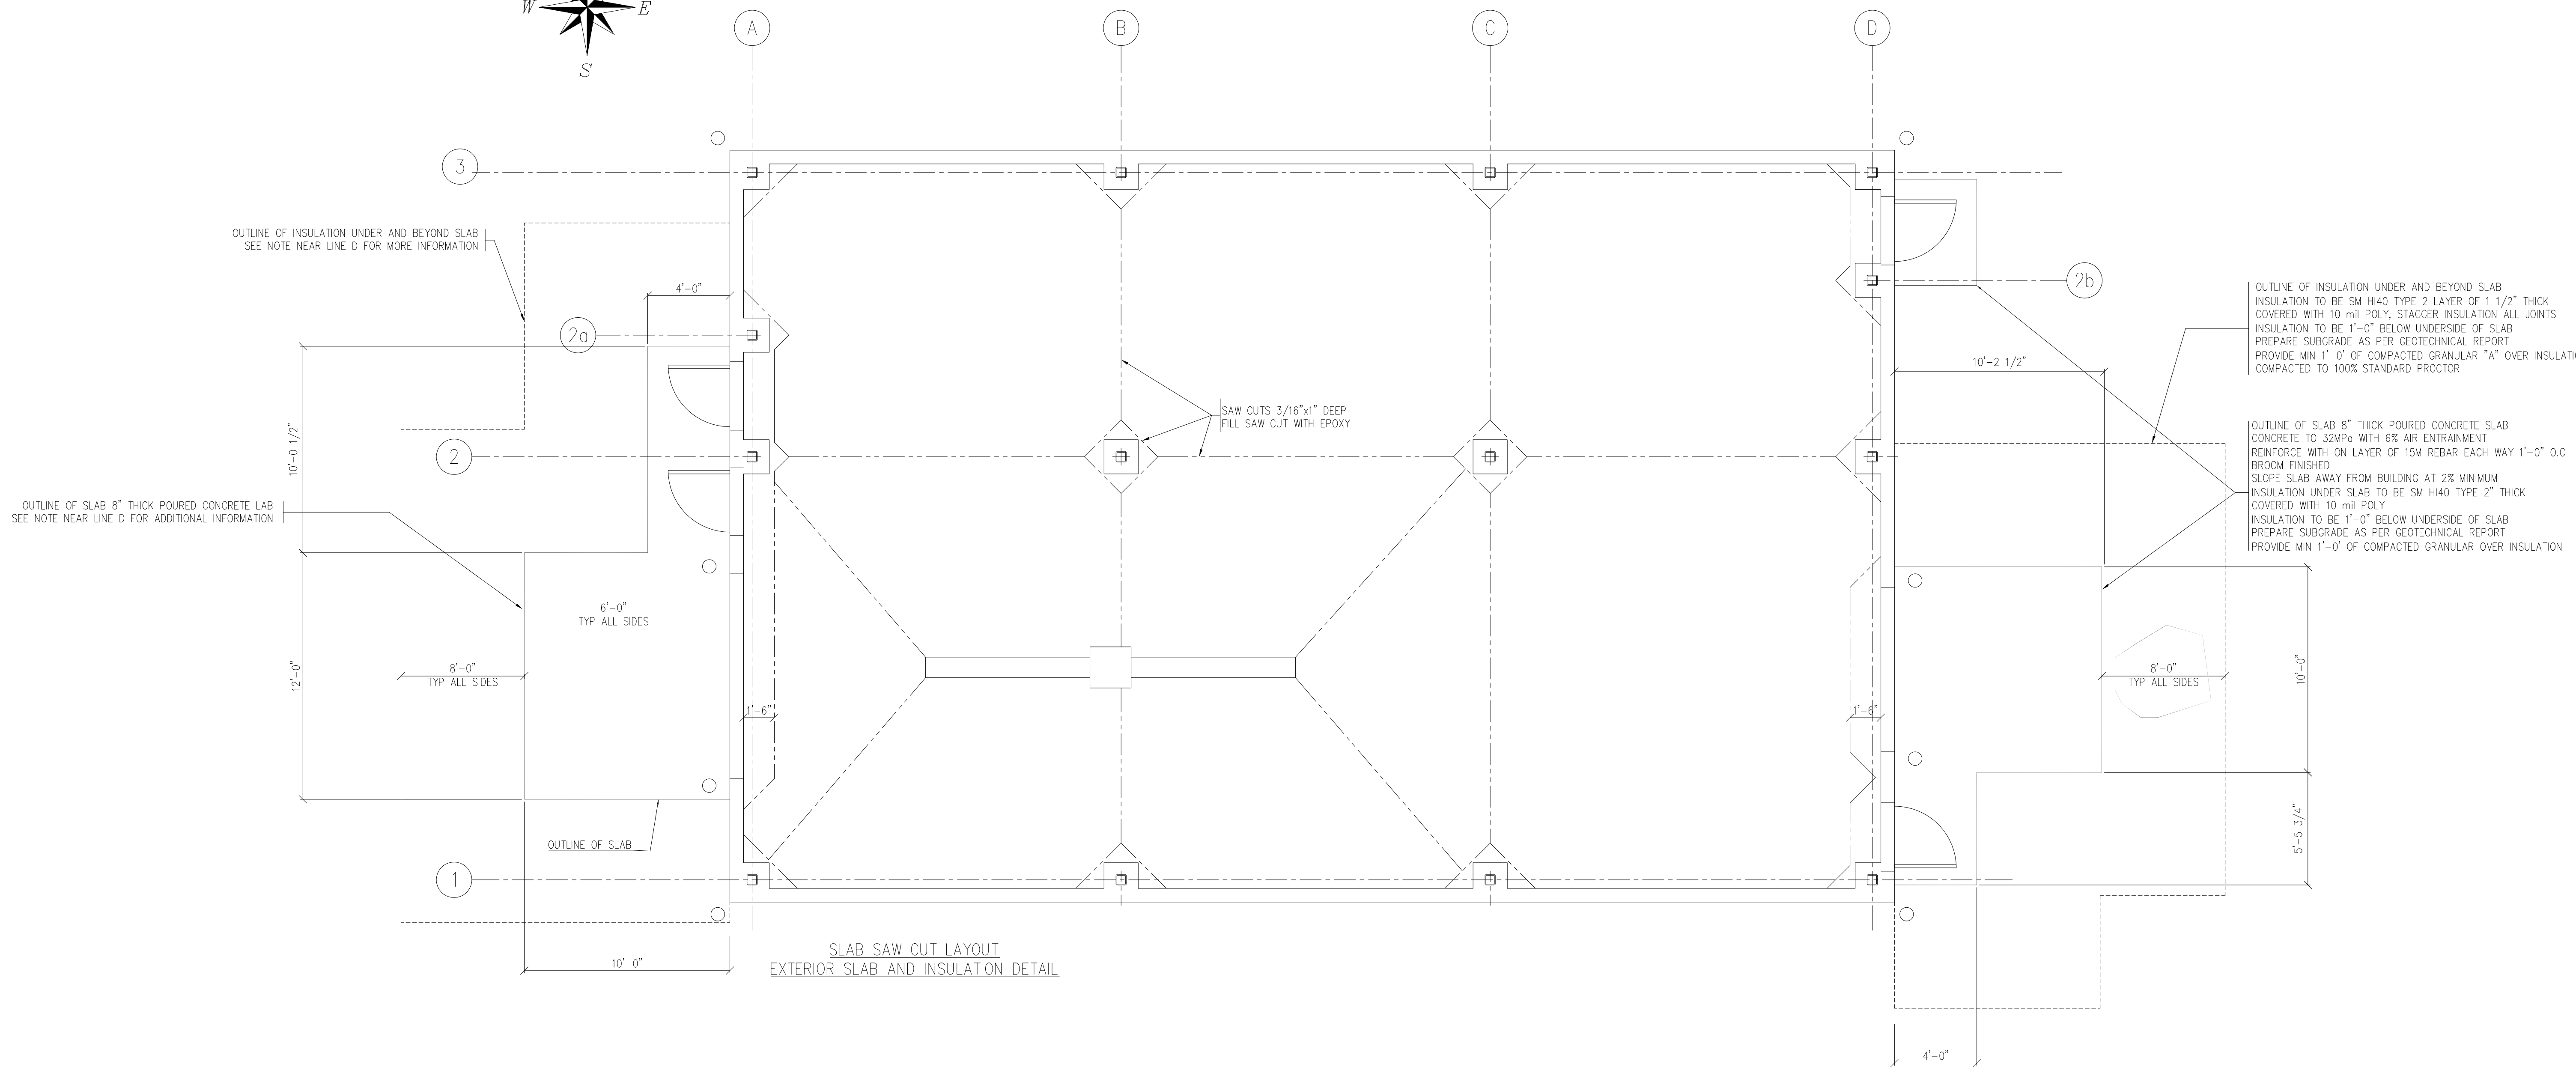 W E
S
A B C D
3
OUTLINE OF INSULATION UNDER AND BEYOND SLAB
SEE NOTE NEAR LINE D FOR MORE INFORMATION
4'-0"
2a
2b
OUTLINE OF INSULATION UNDER AND BEYOND SLAB
INSULATION TO BE SM HI40 TYPE 2 LAYER OF 1 1/2" THICK
COVERED WITH 10 mil POLY, STAGGER INSULATION ALL JOINTS
INSULATION TO BE 1'-0" BELOW UNDERSIDE OF SLAB
PREPARE SUBGRADE AS PER GEOTECHNICAL REPORT
PROVIDE MIN 1'-0' OF COMPACTED GRANULAR "A" OVER
COMPACTED TO 100% STANDARD PROCTOR
10'-2 1/2"
SAW CUTS 3/16"x1" DEEP
FILL SAW CUT WITH EPOXY
10'-0 1/2"
2
OUTLINE OF SLAB 8" THICK POURED CONCRETE SLAB
CONCRETE TO 32MPa WITH 6% AIR ENTRAINMENT
REINFORCE WITH ON LAYER OF 15M REBAR EACH WAY 1'-0" O.C
BROOM FINISHED
SLOPE SLAB AWAY FROM BUILDING AT 2% MINIMUM
INSULATION UNDER SLAB TO BE SM HI40 TYPE 2" THICK
COVERED WITH 10 mil POLY
INSULATION TO BE 1'-0" BELOW UNDERSIDE OF SLAB
PREPARE SUBGRADE AS PER GEOTECHNICAL REPORT
PROVIDE MIN 1'-0' OF COMPACTED GRANULAR OVER INSULATION
OUTLINE OF SLAB 8" THICK POURED CONCRETE LAB
SEE NOTE NEAR LINE D FOR ADDITIONAL INFORMATION
6'-0"
TYP ALL SIDES
8'-0"
TYP ALL SIDES
12'-0"
1'-6"
1'-6"
8'-0"
TYP ALL SIDES
10'-0"
5'-5 3/4"
OUTLINE OF SLAB
1
10'-0"
SLAB SAW CUT LAYOUT
EXTERIOR SLAB AND INSULATION DETAIL
4'-0"